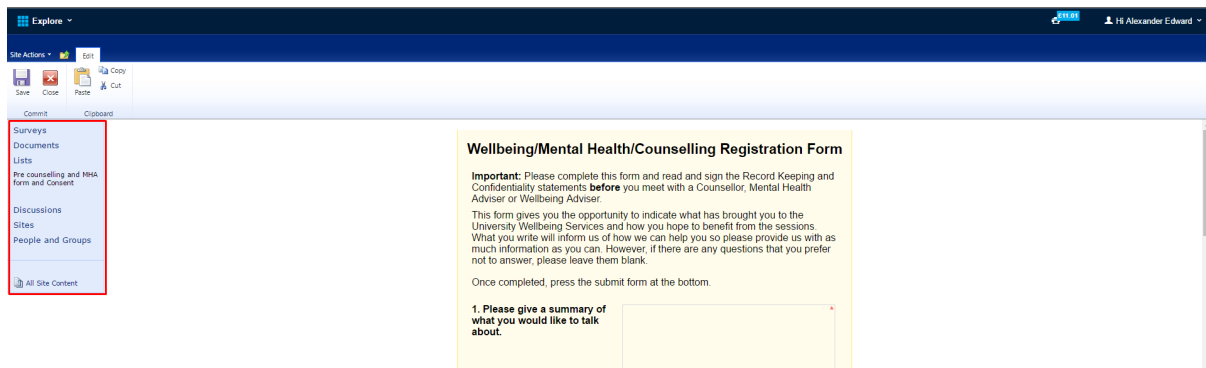 Explore
£11.01
Hi Alexander Edward
Site Actions
Edit
Save
Close
Paste
Copy
Cut
Commit
Clipboard
Surveys
Documents
Lists
Pre counselling and MHA
form and Consent
Discussions
Sites
People and Groups
All Site Content
Wellbeing/Mental Health/Counselling Registration Form
Important: Please complete this form and read and sign the Record Keeping and
Confidentiality statements before you meet with a Counsellor, Mental Health
Adviser or Wellbeing Adviser.
This form gives you the opportunity to indicate what has brought you to the
University Wellbeing Services and how you hope to benefit from the sessions.
What you write will inform us of how we can help you so please provide us with as
much information as you can. However, if there are any questions that you prefer
not to answer, please leave them blank.
Once completed, press the submit form at the bottom.
1. Please give a summary of
what you would like to talk
about.
*